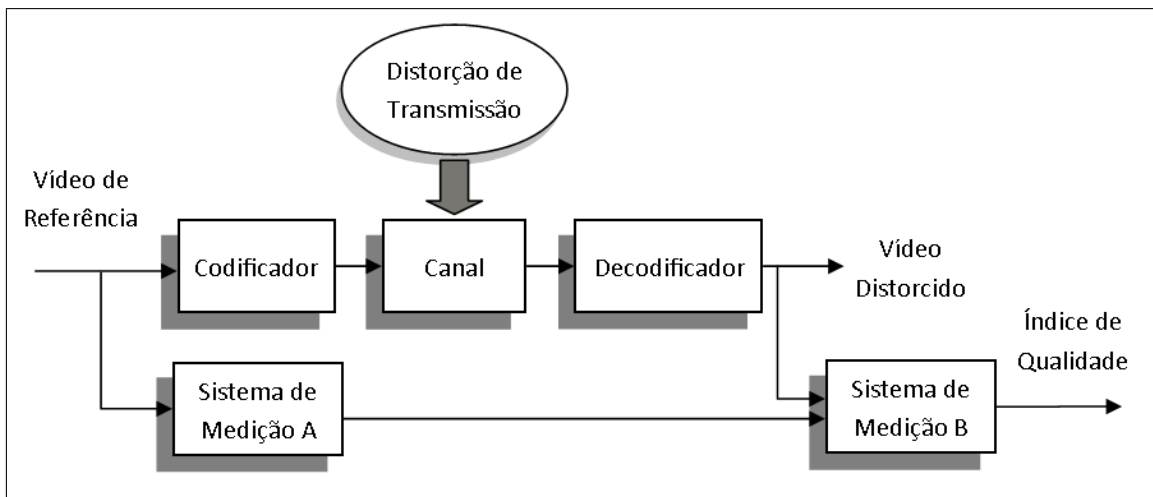 Distorção de
Transmissão
Vídeo de
Referência
Codificador
Canal
Decodificador
Vídeo
Distorcido
Índice de
Qualidade
Sistema de
Medição A
Sistema de
Medição B